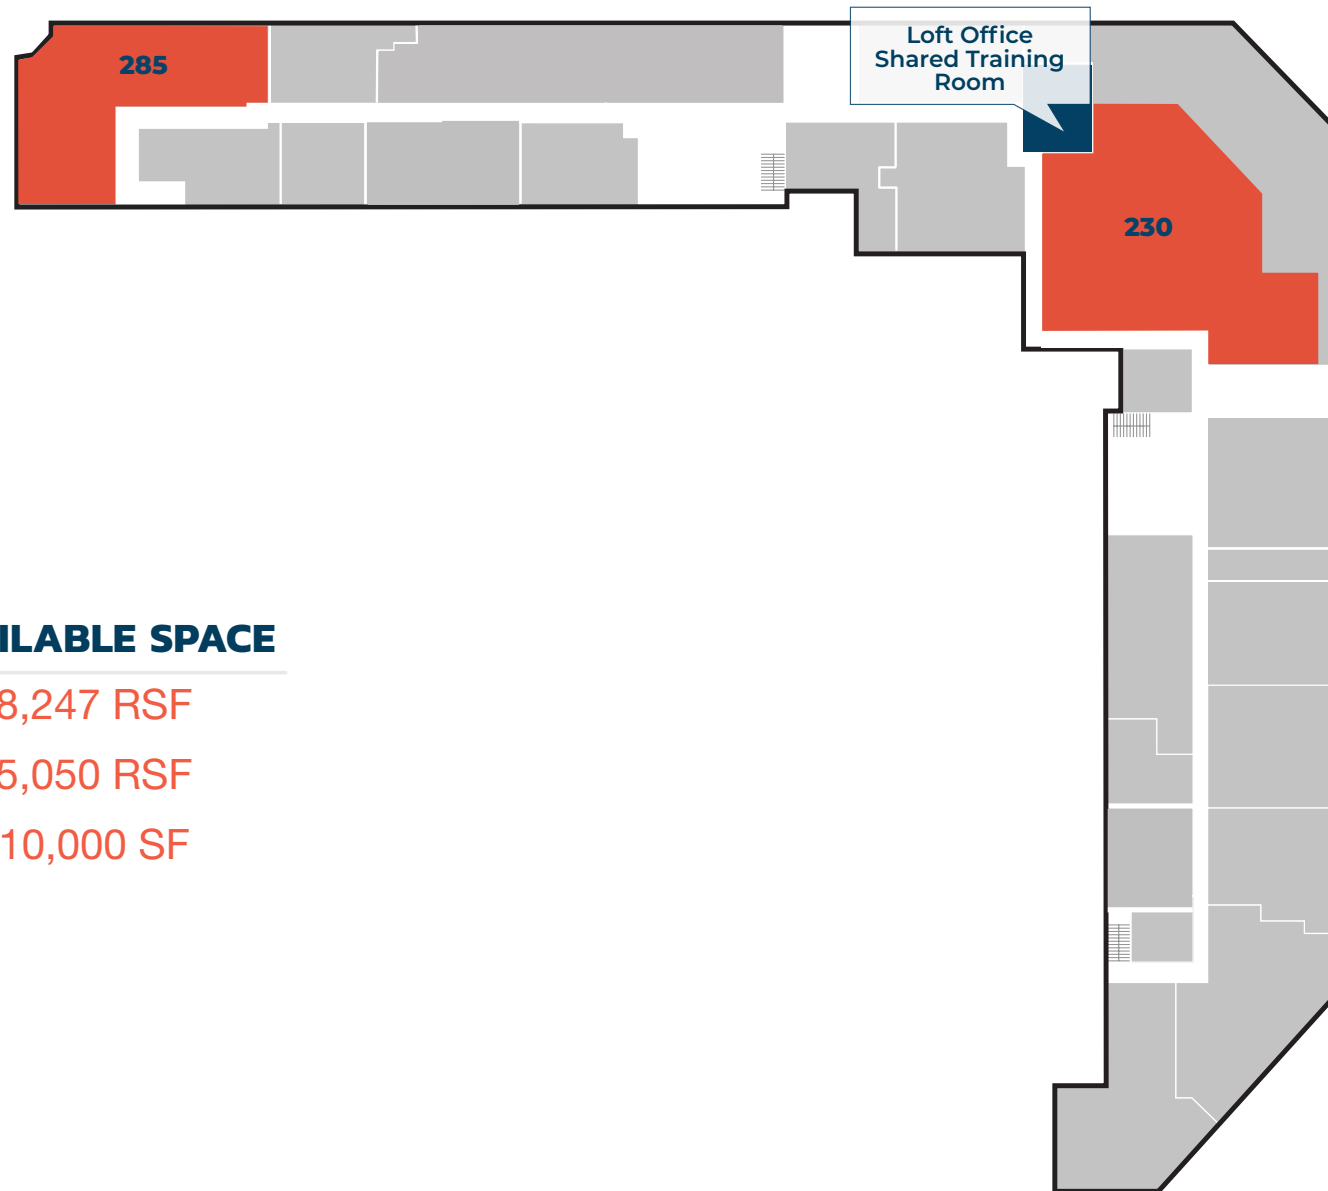 285
Loft Office
Shared Training
Room
230
ILABLE SPACE
8,247 RSF
5,050 RSF
10,000 SF